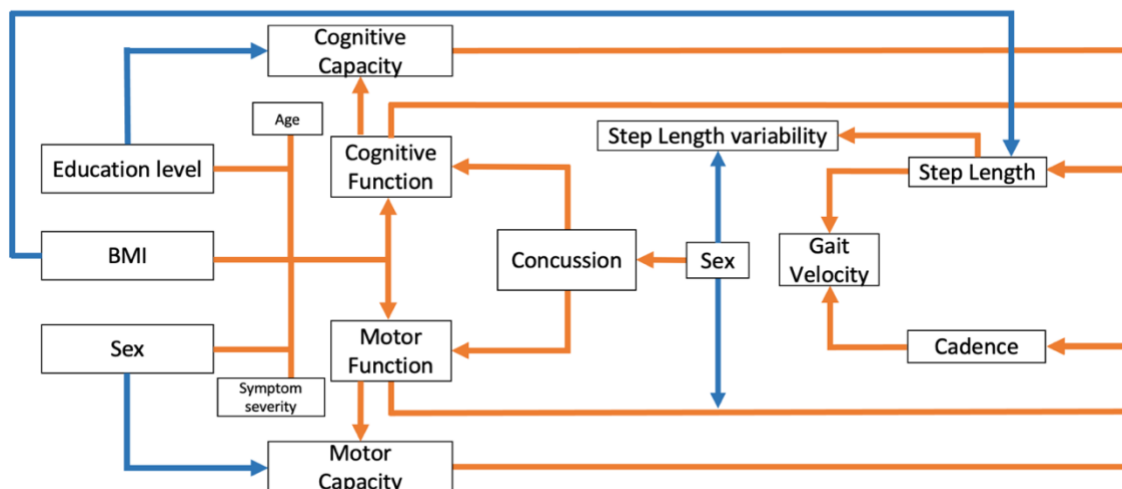 Cognitive
Capacity
Age
Education level
Cognitive
Function
Step Length variability
Step Length
BMI
Concussion
Sex
Gait
Velocity
Sex
Motor
Function
Cadence
Symptom
severity
Motor
Capacity